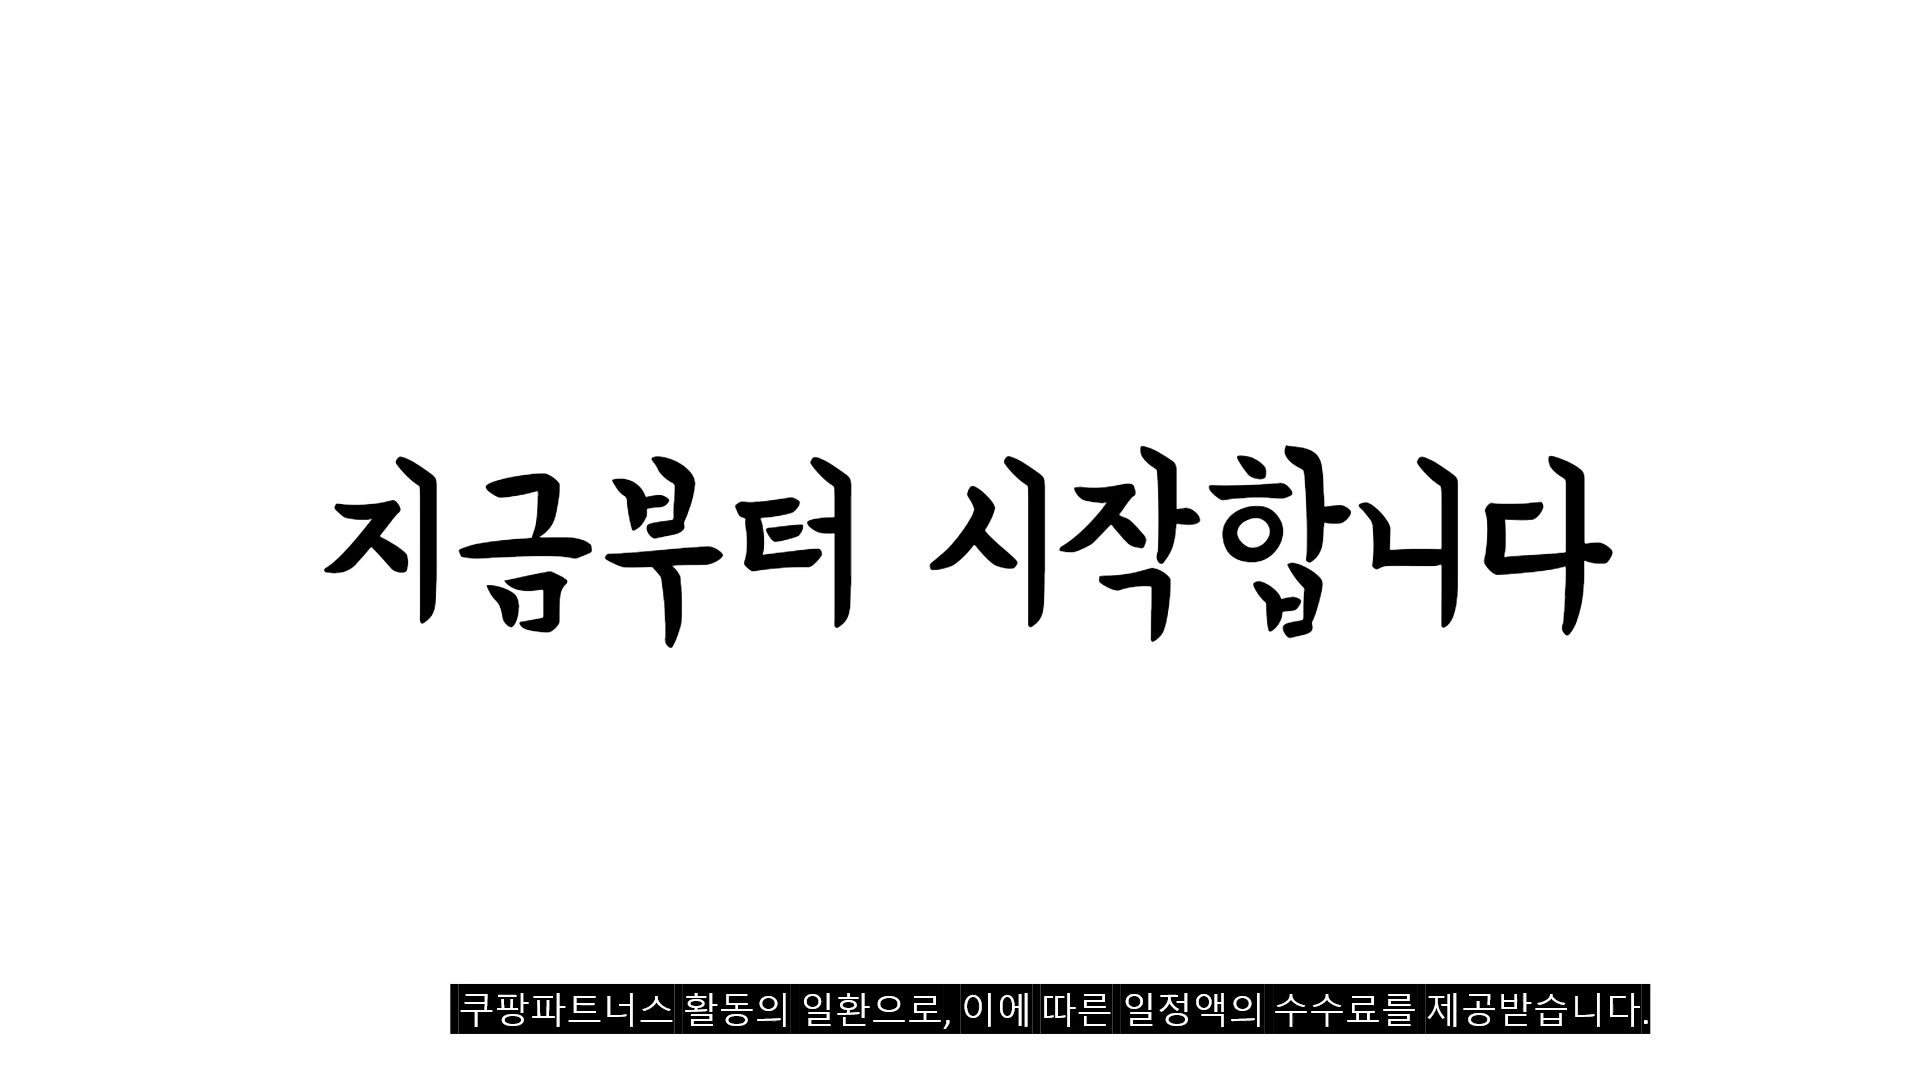 지금부터 시작합니다
쿠팡파트너스 활동의 일환으로, 이에 따른 일정액의 수수료를 제공받습니다.